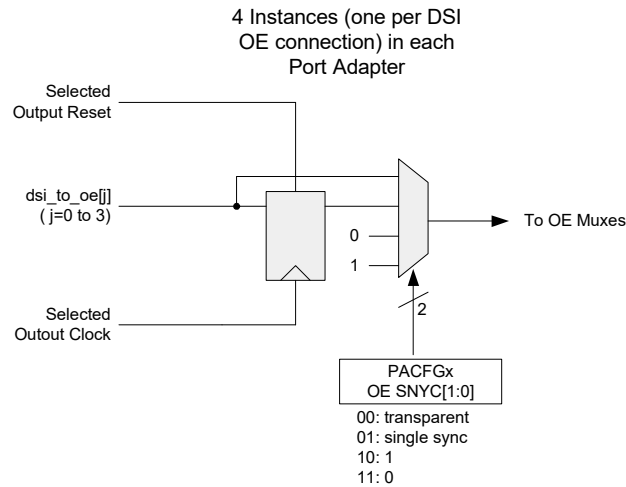 4 Instances (one per DSI
OE connection) in each
Port Adapter
Selected
Output Reset
dsi_to_oe[j]
( j=0 to 3)
0
1
To OE Muxes
Selected
Outout Clock
2
PACFGx
OE SNYC[1:0]
00: transparent
01: single sync
10: 1
11: 0